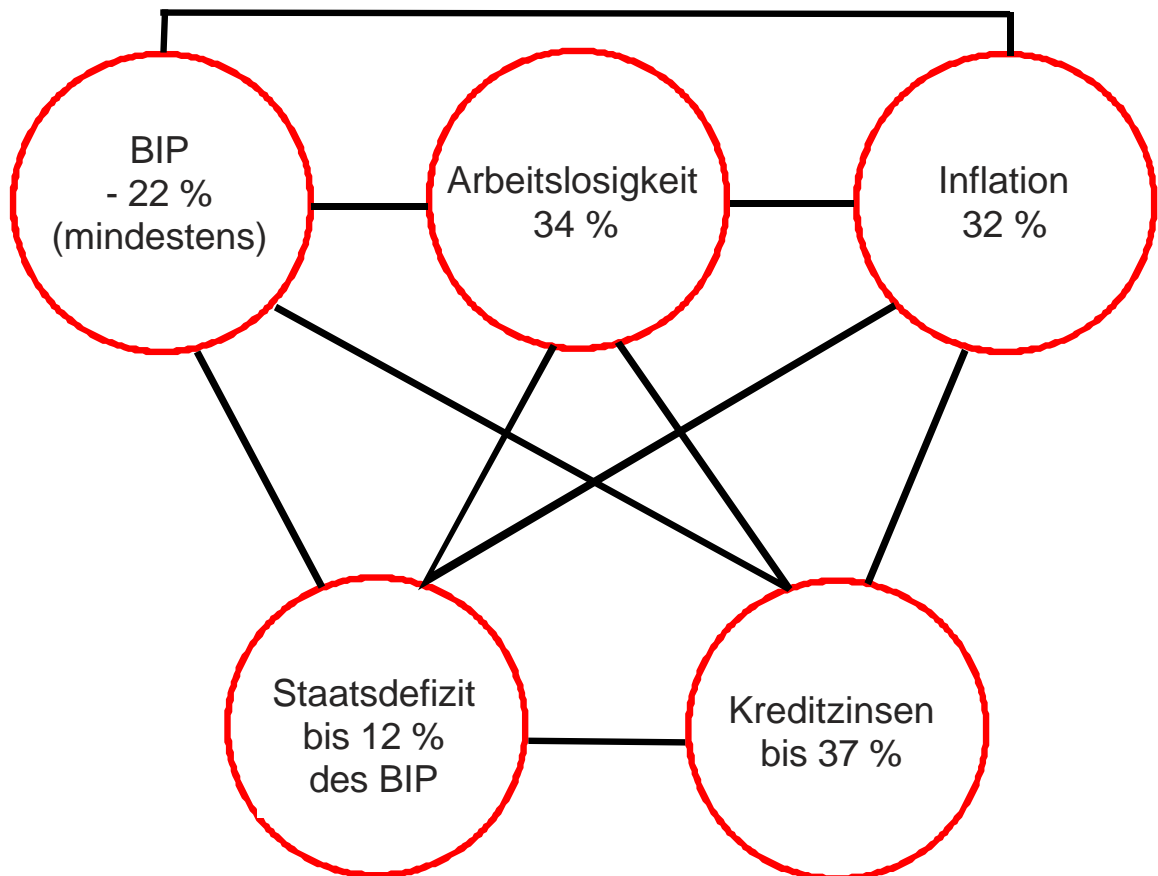 BIP
- 22 %
(mindestens)
Arbeitslosigkeit
34 %
Inflation
32 %
Staatsdefizit
bis 12 %
des BIP
Kreditzinsen
bis 37 %